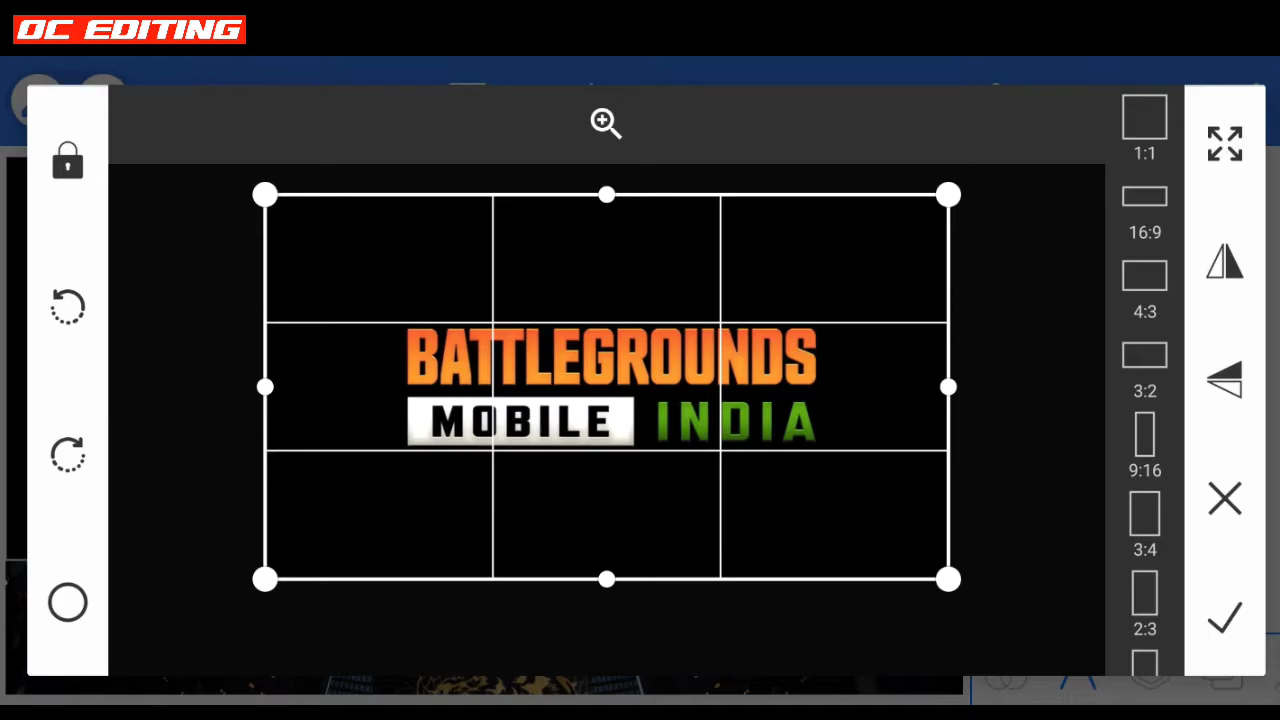 OC EDITING
1:1
16:9
4:3
3:2
9:16
3:4
2:3
BATTLEGROUNDS
MOBILE INDIA